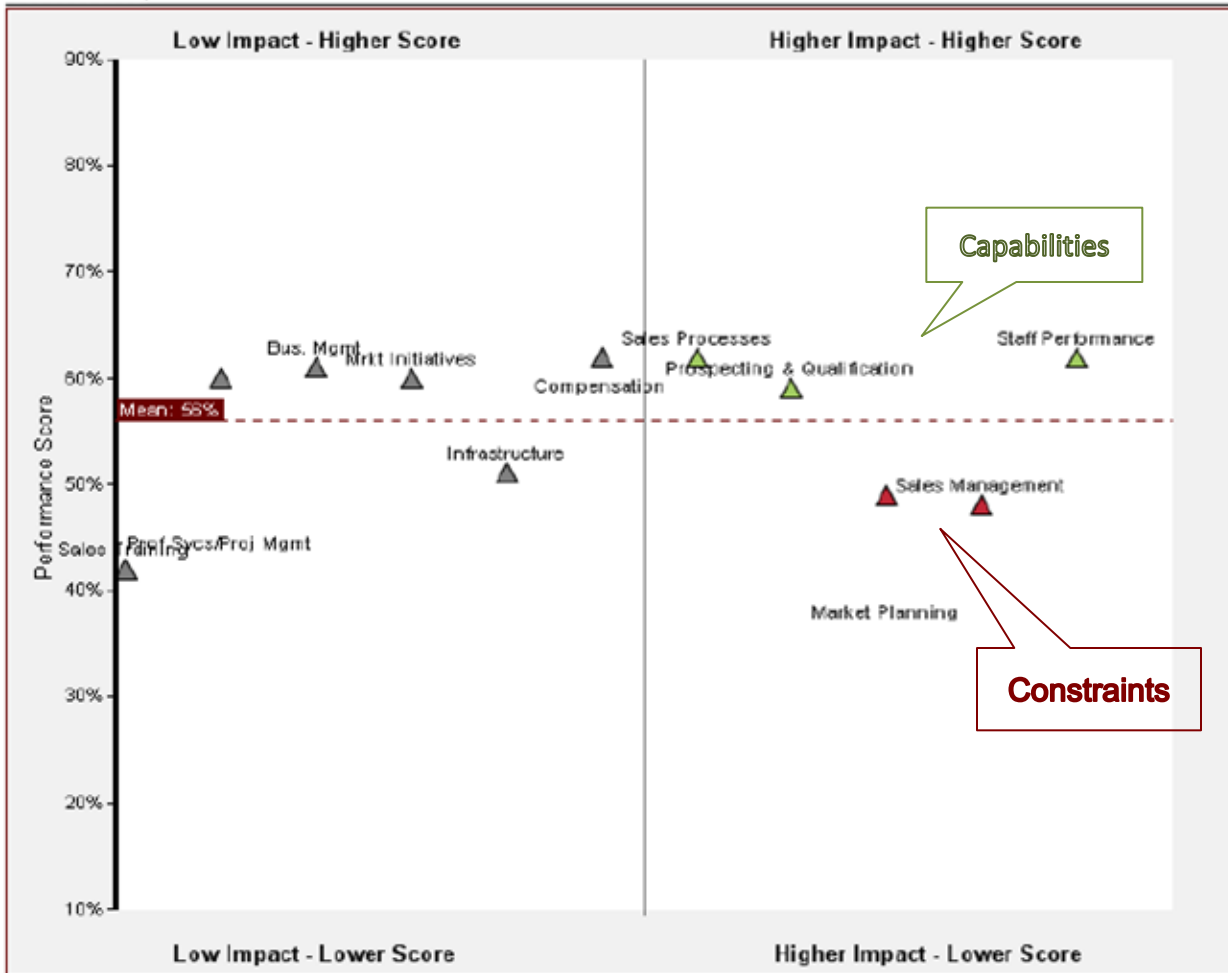 Low Impact - Higher Score
Higher Impact - Higher Score
90%
80%
Capabilities
70%
Sales Processes
Staff Performance
Bus. Mgmt
Mrkt Initiatives
Prospecting & Qualification
60%
Compensation
Mean: 56%
Performance Score
Infrastructure
50%
Sales Management
Prof Svcs/Proj Mgmt
Sales Training
40%
Market Planning
30%
Constraints
20%
10%
Low Impact - Lower Score
Higher Impact - Lower Score